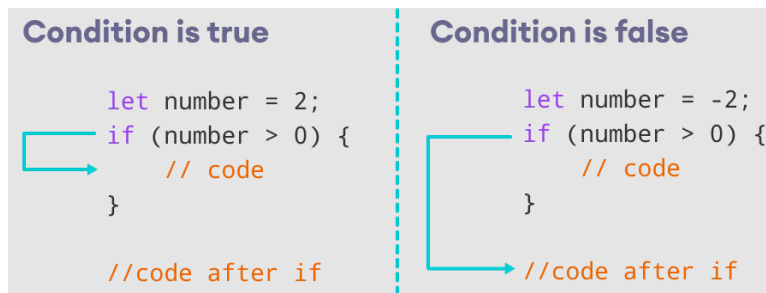 Condition is true
let number = 2;
if (number > 0) {
// code
}
//code after if
Condition is false
let number = -2;
if (number > 0) {
// code
}
//code after if